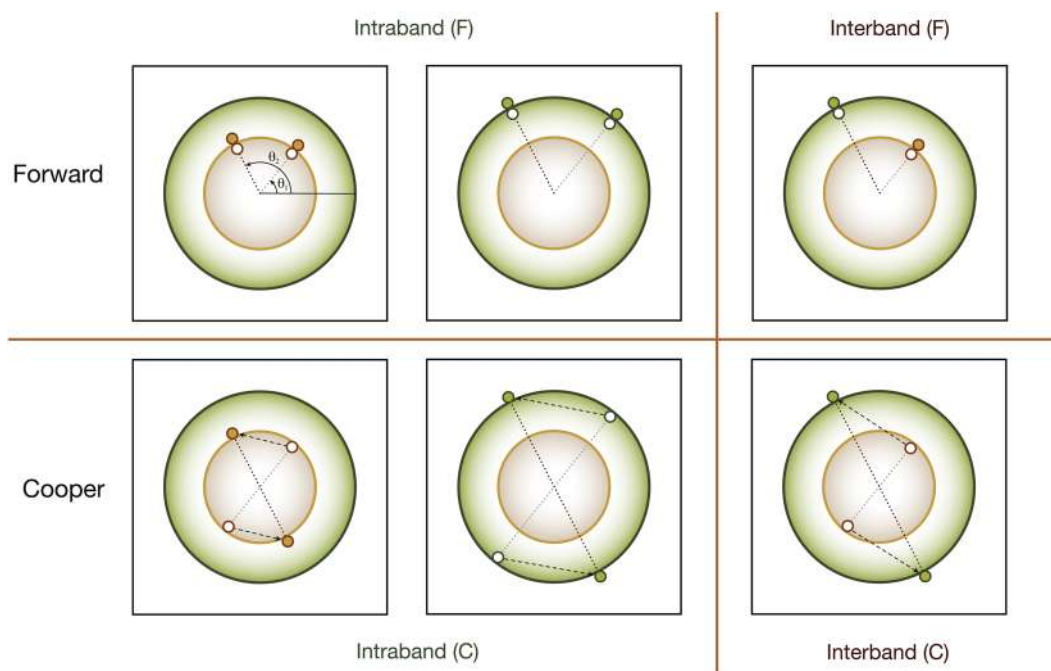 Intraband (F)
Interband (F)
Forward
θ₂
θ₁
Cooper
Intraband (C)
Interband (C)